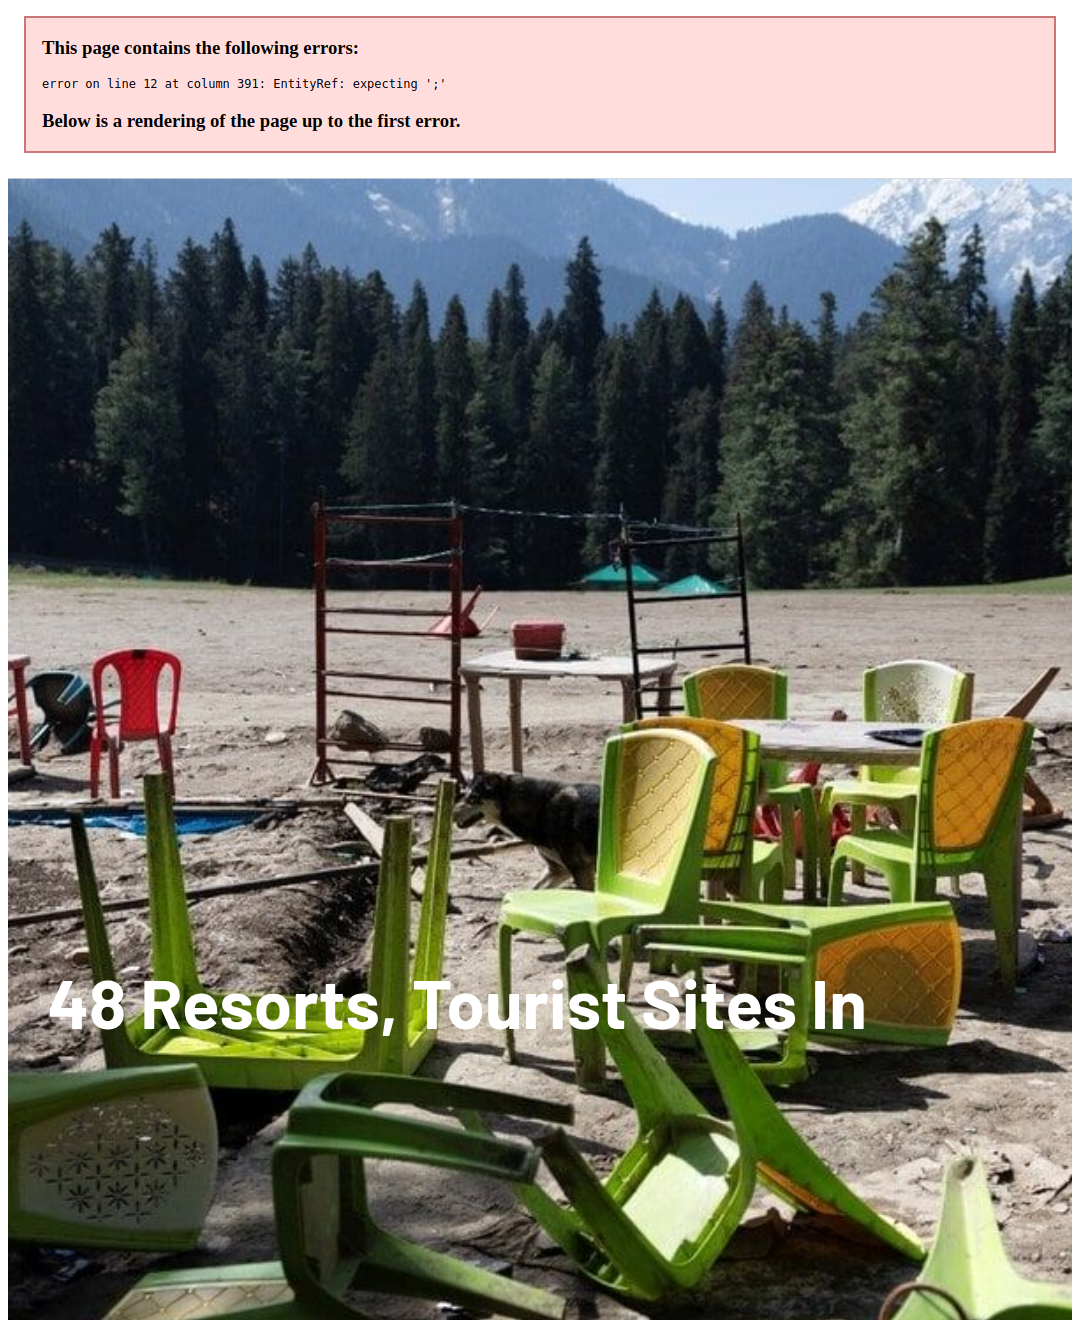 This page contains the following errors:
error on line 12 at column 391: EntityRef: expecting ';'
Below is a rendering of the page up to the first error.
48 Resorts, Tourist Sites In